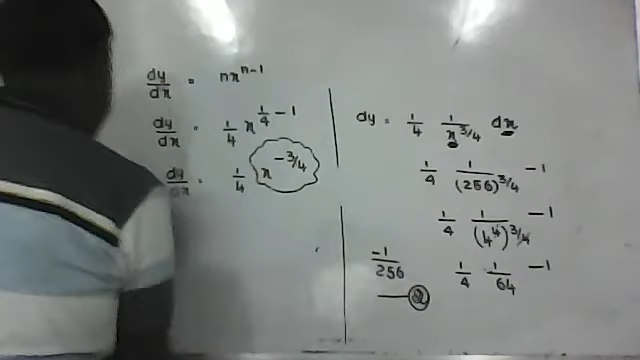 dy/dx = nx^(n-1)
dy/dx = 1/4 x^(1/4 - 1)
dy/dx = 1/4 x^(-3/4)
dy = 1/4 1/x^(3/4) dx
1/4 1/(256)^(3/4) -1
1/4 1/(4^4)^(3/4) -1
1/4 1/64 -1
-1/256